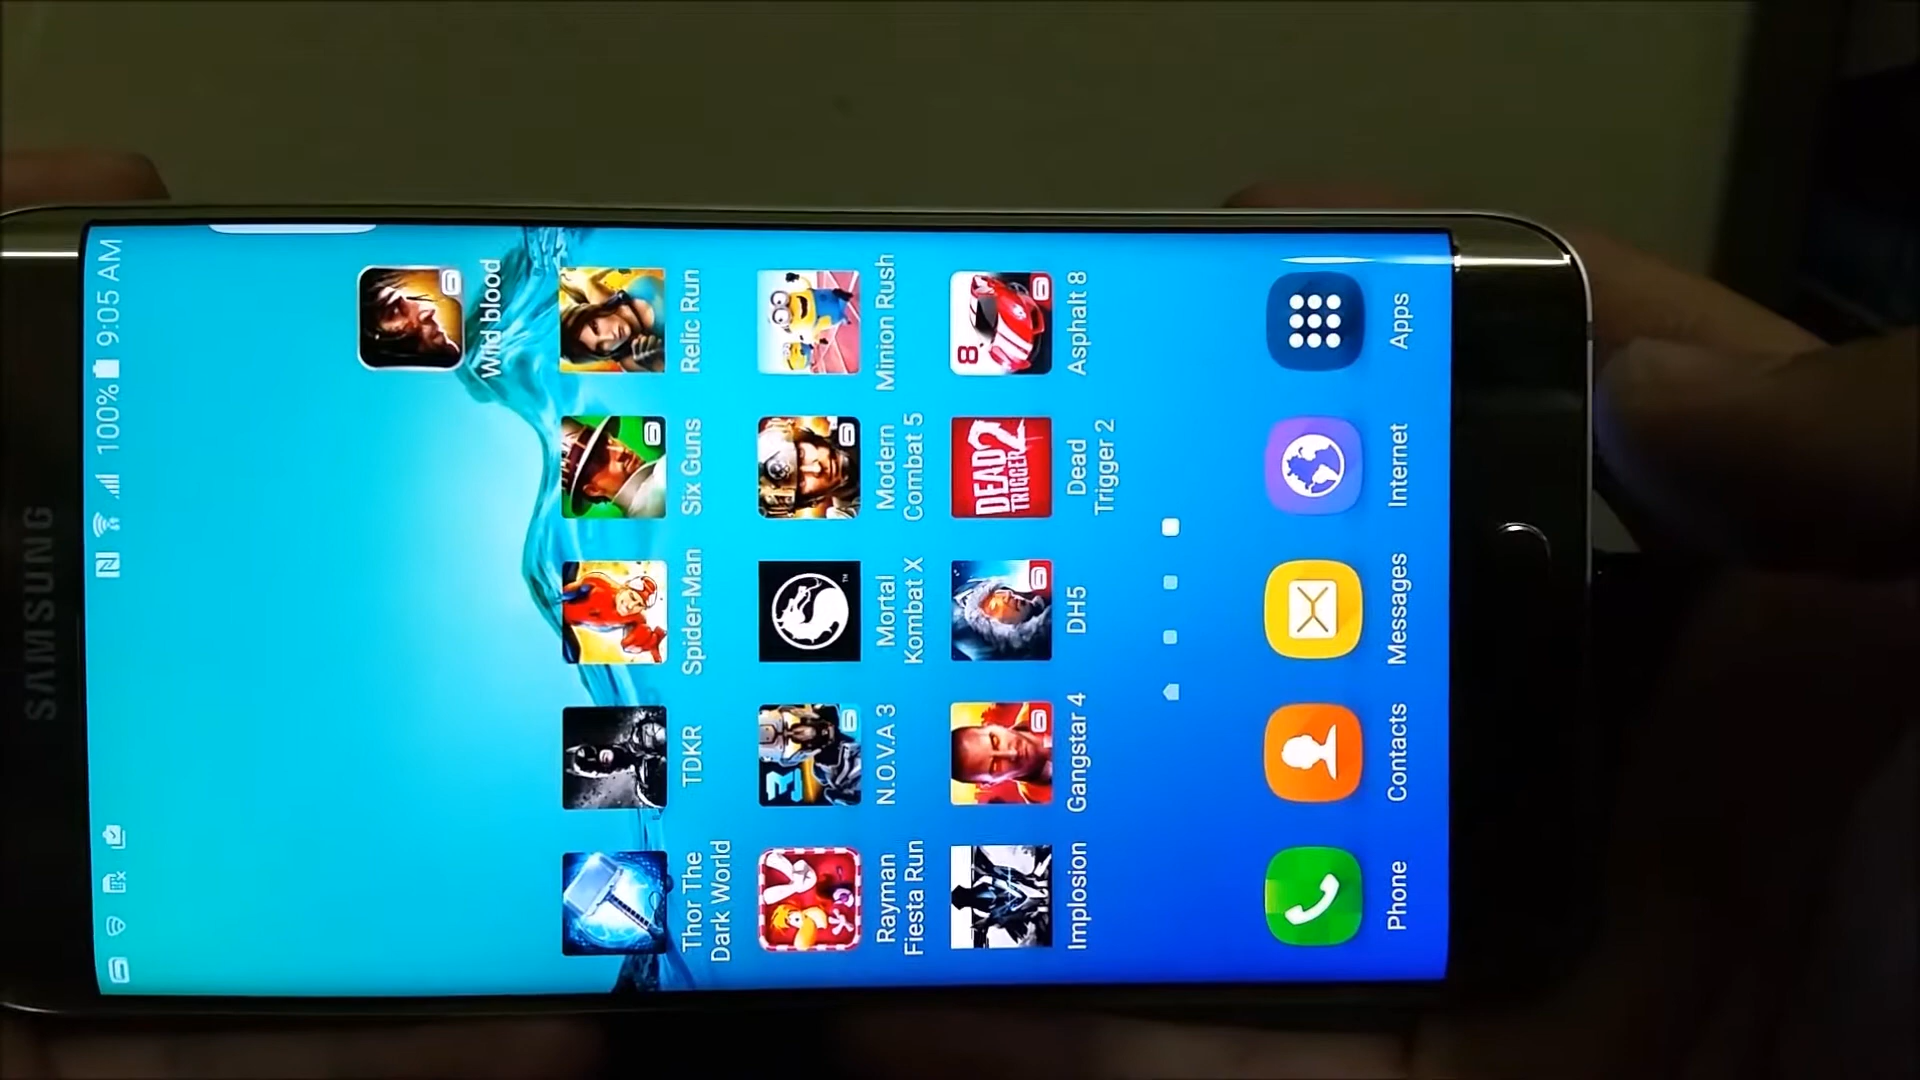 SAMSUNG
100% 9:05 AM
Wild blood
Thor The
Dark World
TDKR
Spider-Man
Six Guns
Relic Run
3
Rayman
Fiesta Run
N.O.V.A 3
Mortal
Kombat X
Modern
Combat 5
Minion Rush
DEAD
TRIGGER 2
8
Implosion
Gangstar 4
DH5
Dead
Trigger 2
Asphalt 8
Phone
Contacts
Messages
Internet
Apps